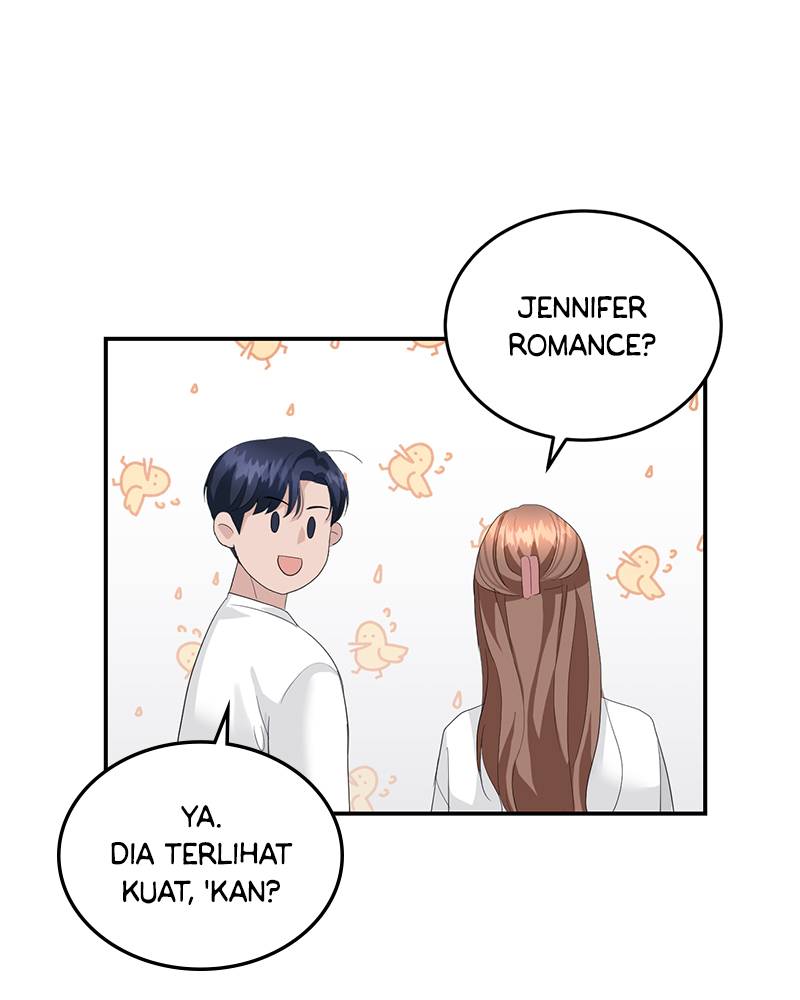 JENNIFER
ROMANCE?
YA.
DIA TERLIHAT
KUAT, 'KAN?